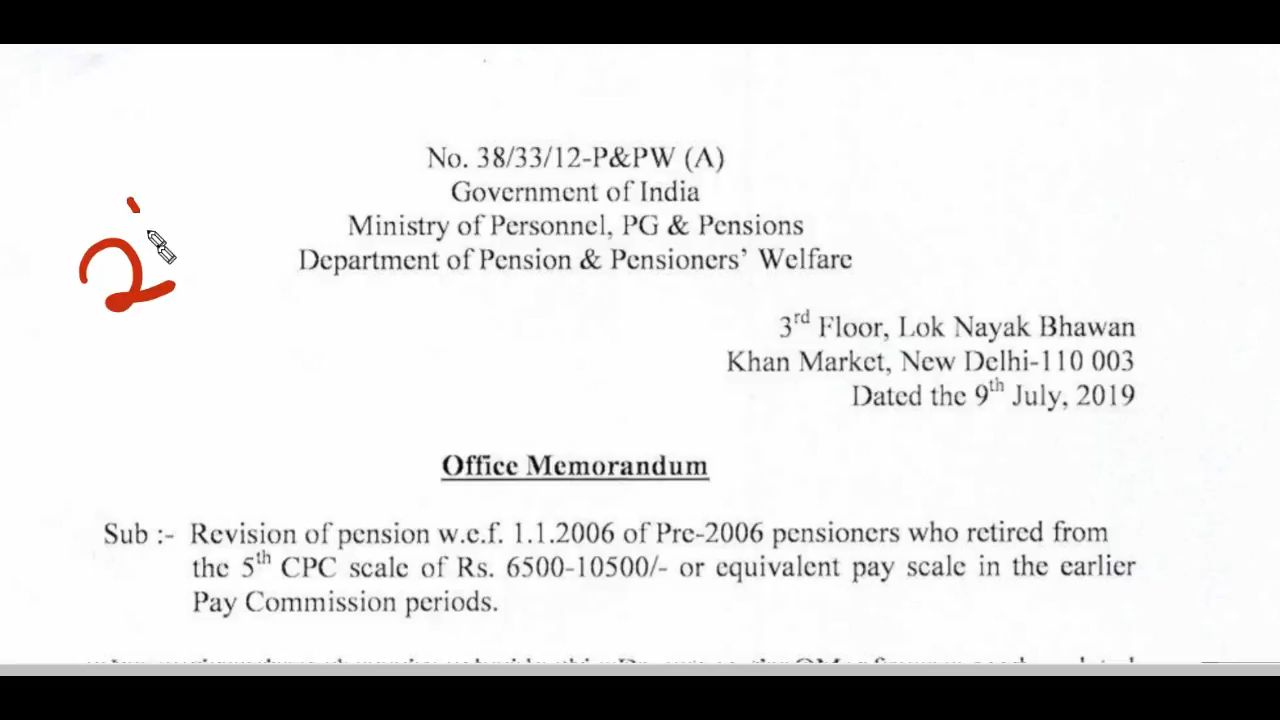 No. 38/33/12-P&PW (A)
Government of India
Ministry of Personnel, PG & Pensions
Department of Pension & Pensioners' Welfare
2
3rd Floor, Lok Nayak Bhawan
Khan Market, New Delhi-110 003
Dated the 9th July, 2019
Office Memorandum
Sub :- Revision of pension w.e.f. 1.1.2006 of Pre-2006 pensioners who retired from
the 5th CPC scale of Rs. 6500-10500/- or equivalent pay scale in the earlier
Pay Commission periods.